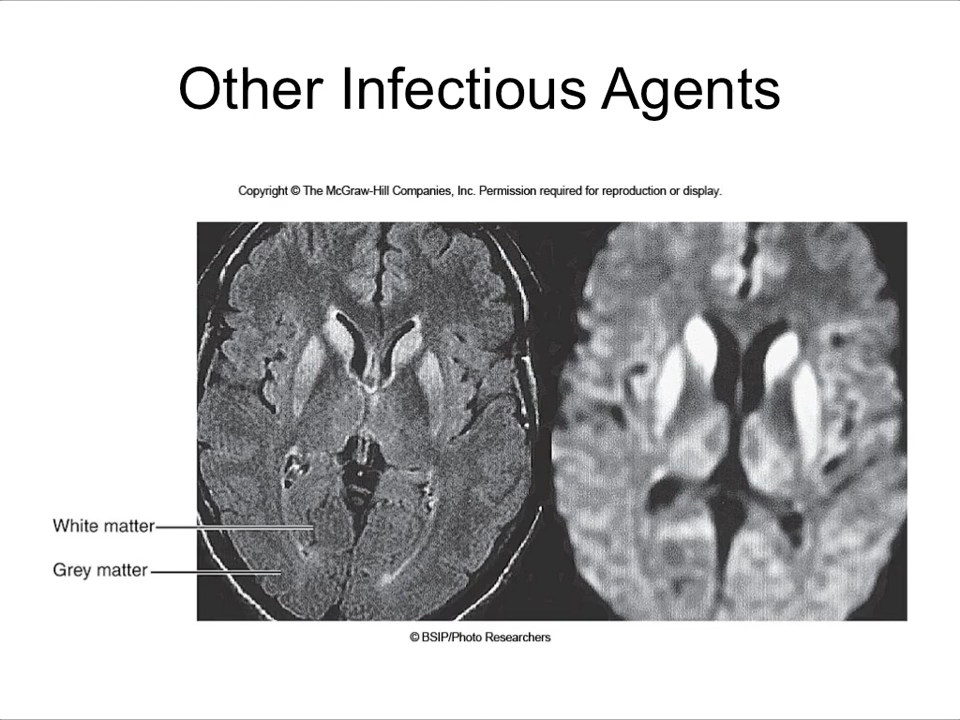 Other Infectious Agents
Copyright © The McGraw-Hill Companies, Inc. Permission required for reproduction or display.
White matter
Grey matter
© BSIP/Photo Researchers